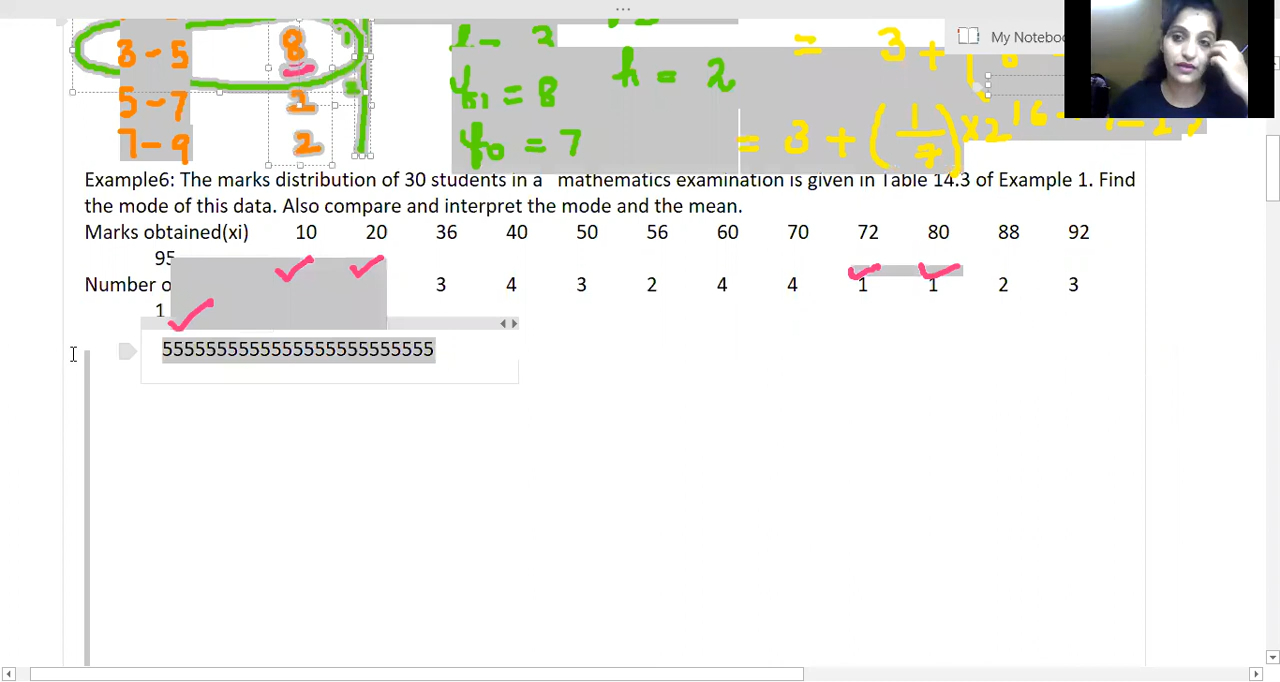 3 - 5 8
5 - 7 2
7 - 9 2
h = 2
f1 = 8
f0 = 7
= 3 +
= 3 + (1/7) × 2
My Notebo
Example6: The marks distribution of 30 students in a mathematics examination is given in Table 14.3 of Example 1. Find
the mode of this data. Also compare and interpret the mode and the mean.
Marks obtained(xi) 10 20 36 40 50 56 60 70 72 80 88 92
95
Number o 3 4 3 2 4 4 1 1 2 3
1
5555555555555555555555555